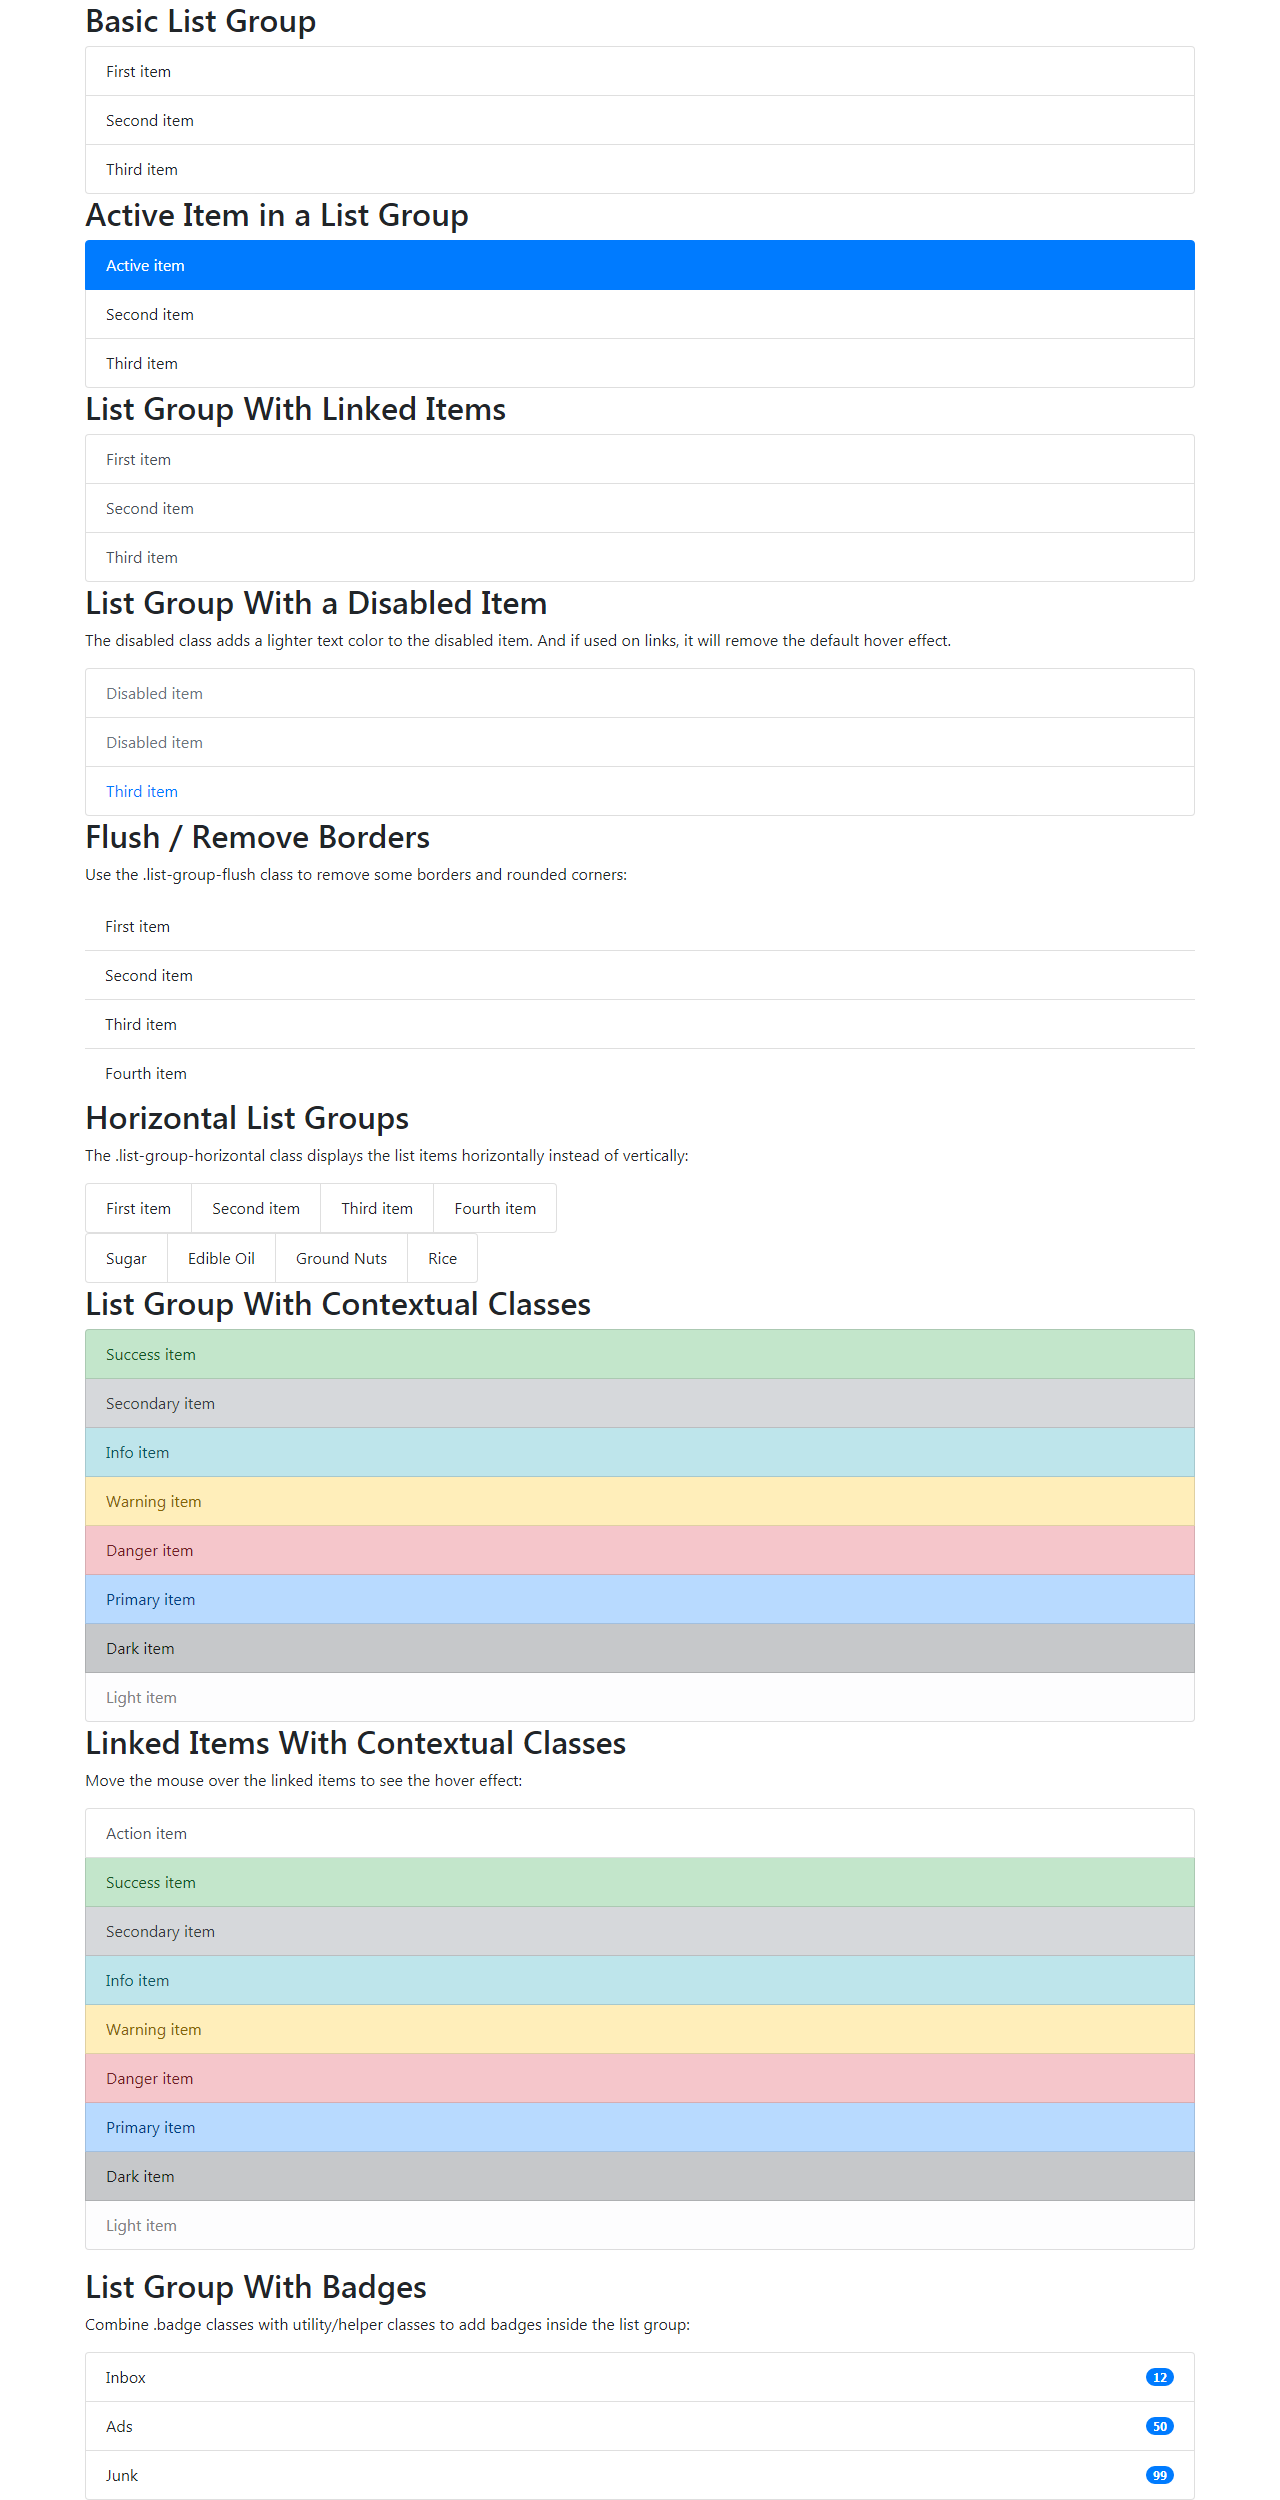 Basic List Group
First item
Second item
Third item
Active Item in a List Group
Active item
Second item
Third item
List Group With Linked Items
First item
Second item
Third item
List Group With a Disabled Item
The disabled class adds a lighter text color to the disabled item. And if used on links, it will remove the default hover effect.
Disabled item
Disabled item
Third item
Flush / Remove Borders
Use the .list-group-flush class to remove some borders and rounded corners:
First item
Second item
Third item
Fourth item
Horizontal List Groups
The .list-group-horizontal class displays the list items horizontally instead of vertically:
First item Second item Third item Fourth item
Sugar Edible Oil Ground Nuts Rice
List Group With Contextual Classes
Success item
Secondary item
Info item
Warning item
Danger item
Primary item
Dark item
Light item
Linked Items With Contextual Classes
Move the mouse over the linked items to see the hover effect:
Action item
Success item
Secondary item
Info item
Warning item
Danger item
Primary item
Dark item
Light item
List Group With Badges
Combine .badge classes with utility/helper classes to add badges inside the list group:
Inbox 12
Ads 50
Junk 99